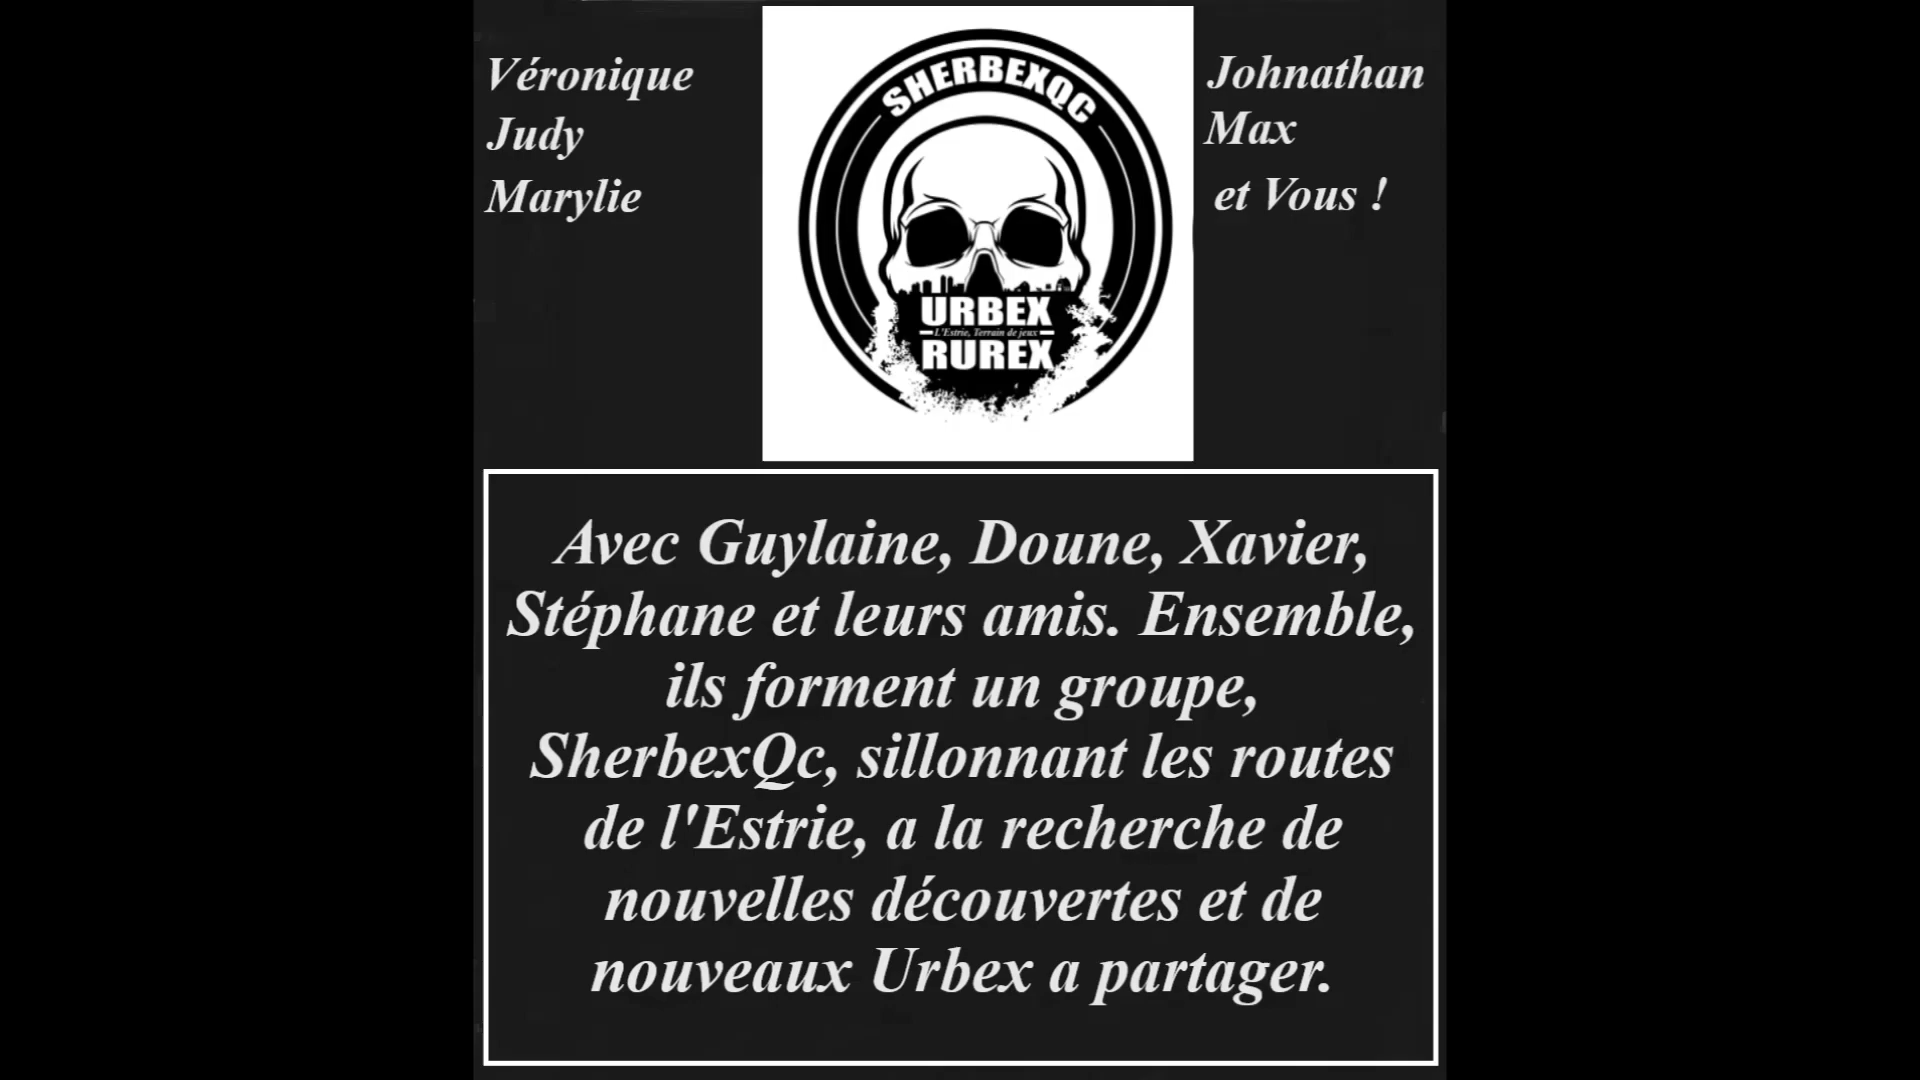 Véronique
Judy
Marylie
SHERBEXQC
URBEX
L'Estrie, Terrain de jeux
RUREX
Johnathan
Max
et Vous !
Avec Guylaine, Doune, Xavier,
Stéphane et leurs amis. Ensemble,
ils forment un groupe,
SherbexQc, sillonnant les routes
de l'Estrie, a la recherche de
nouvelles découvertes et de
nouveaux Urbex a partager.